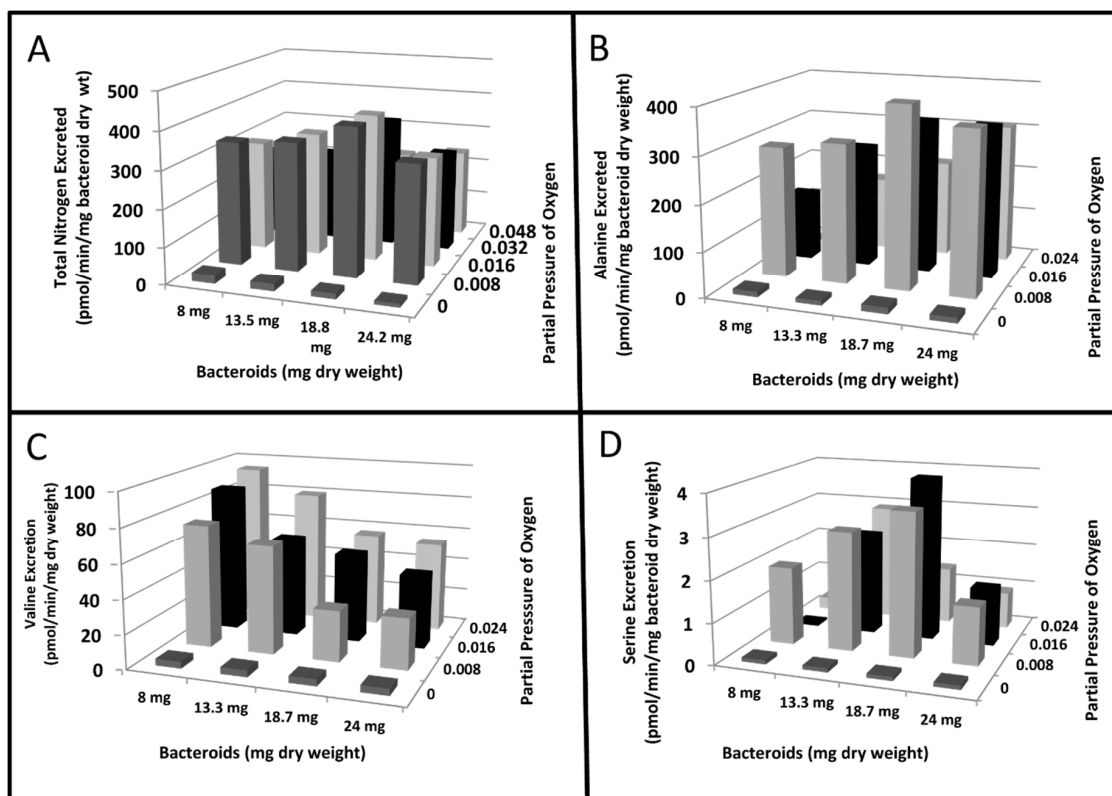 A
Total Nitrogen Excreted
(pmol/min/mg bacteroid dry wt)
500
400
300
200
100
0
8 mg
13.5 mg
18.8
mg
24.2 mg
Bacteroids (mg dry weight)
0.048
0.032
0.016
0.008
0
Partial Pressure of Oxygen
B
Alanine Excreted
(pmol/min/mg bacteroid dry weight)
400
300
200
100
0
8 mg
13.3 mg
18.7 mg
24 mg
Bacteroids (mg dry weight)
0.024
0.016
0.008
0
Partial Pressure of Oxygen
C
Valine Excretion
(pmol/min/mg dry weight)
100
80
60
40
20
0
8 mg
13.3 mg
18.7 mg
24 mg
Bacteroids (mg dry weight)
0.024
0.016
0.008
0
Partial Presssure of Oxygen
D
Serine Excretion
(pmol/min/mg bacteroid dry weight)
4
3
2
1
0
8 mg
13.3 mg
18.7 mg
24 mg
Bacteroids (mg dry weight)
0.024
0.016
0.008
0
Partial Pressure of Oxygen